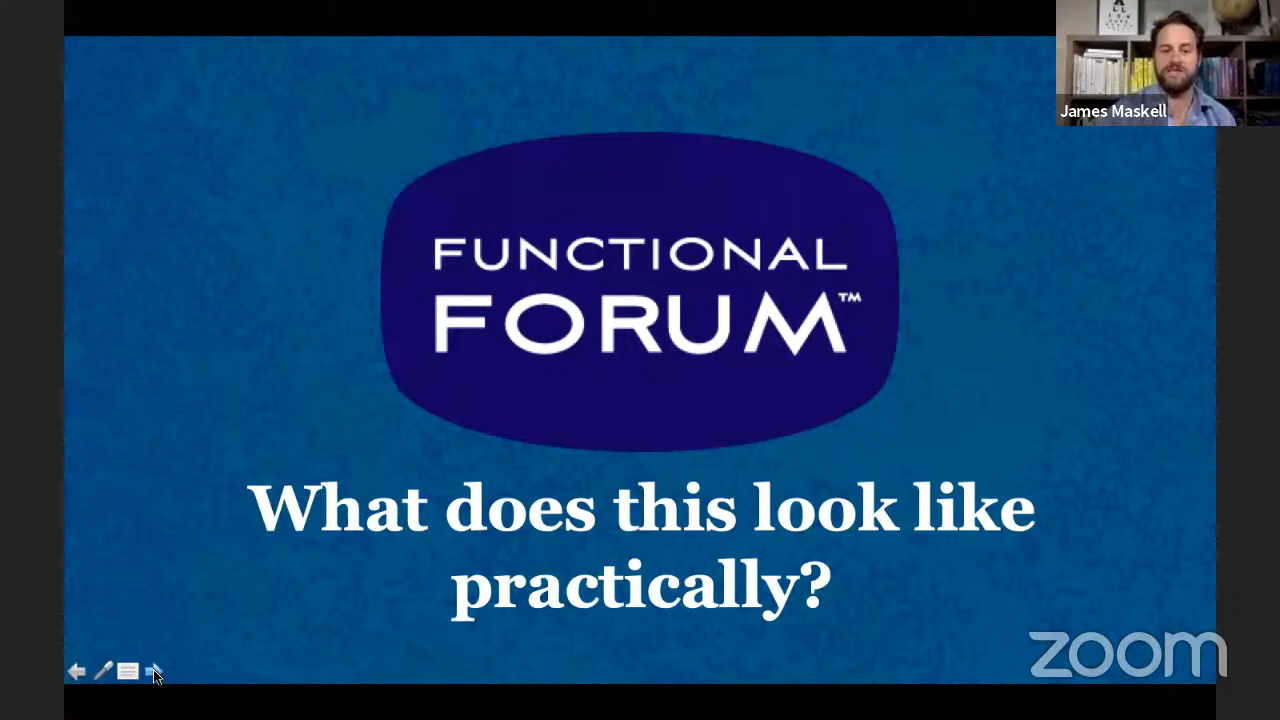 James Maskell
FUNCTIONAL
FORUM™
What does this look like
practically?
zoom